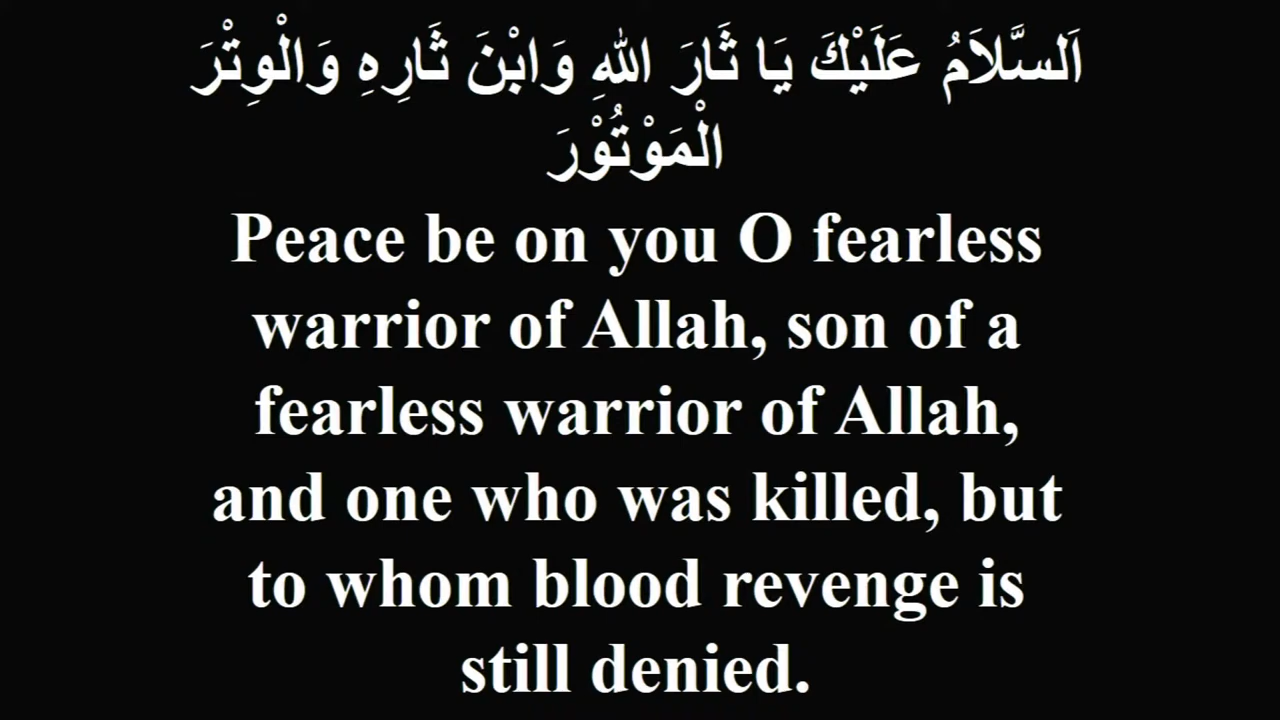 اَلسَّلاَمُ عَلَيْكَ يَا ثَارَ اللهِ وَابْنَ ثَارِهِ وَالْوِتْرَ
الْمَوْتُوْرَ
Peace be on you O fearless
warrior of Allah, son of a
fearless warrior of Allah,
and one who was killed, but
to whom blood revenge is
still denied.